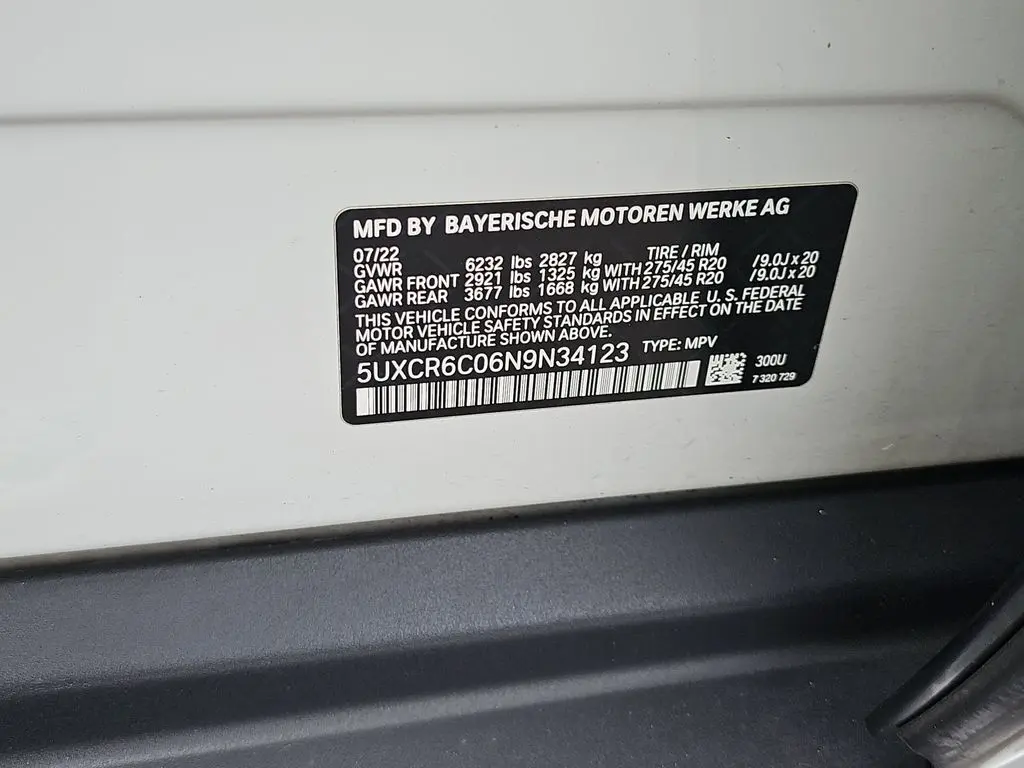 MFD BY BAYERISCHE MOTOREN WERKE AG
07/22 TIRE / RIM
GVWR 6232 lbs 2827 kg
GAWR FRONT 2921 lbs 1325 kg WITH 275/45 R20 /9.0J x 20
GAWR REAR 3677 lbs 1668 kg WITH 275/45 R20 /9.0J x 20
THIS VEHICLE CONFORMS TO ALL APPLICABLE U. S. FEDERAL
MOTOR VEHICLE SAFETY STANDARDS IN EFFECT ON THE DATE
OF MANUFACTURE SHOWN ABOVE.
5UXCR6C06N9N34123 TYPE: MPV
300U
7 320 729